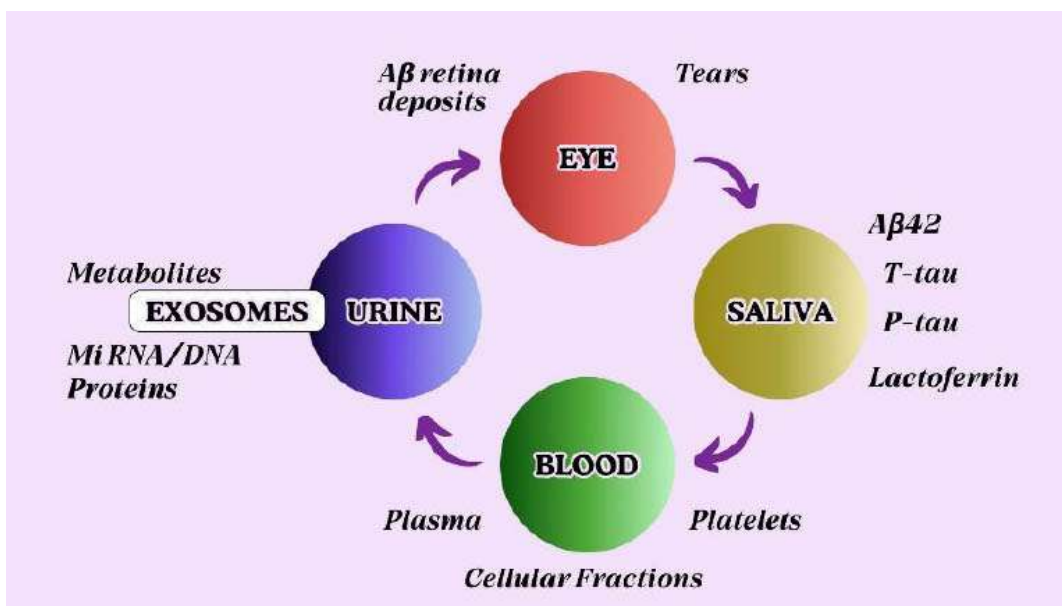 Aβ retina
deposits
Tears
EYE
Aβ42
T-tau
P-tau
Lactoferrin
SALIVA
Metabolites
EXOSOMES
URINE
Mi RNA/DNA
Proteins
BLOOD
Plasma
Platelets
Cellular Fractions